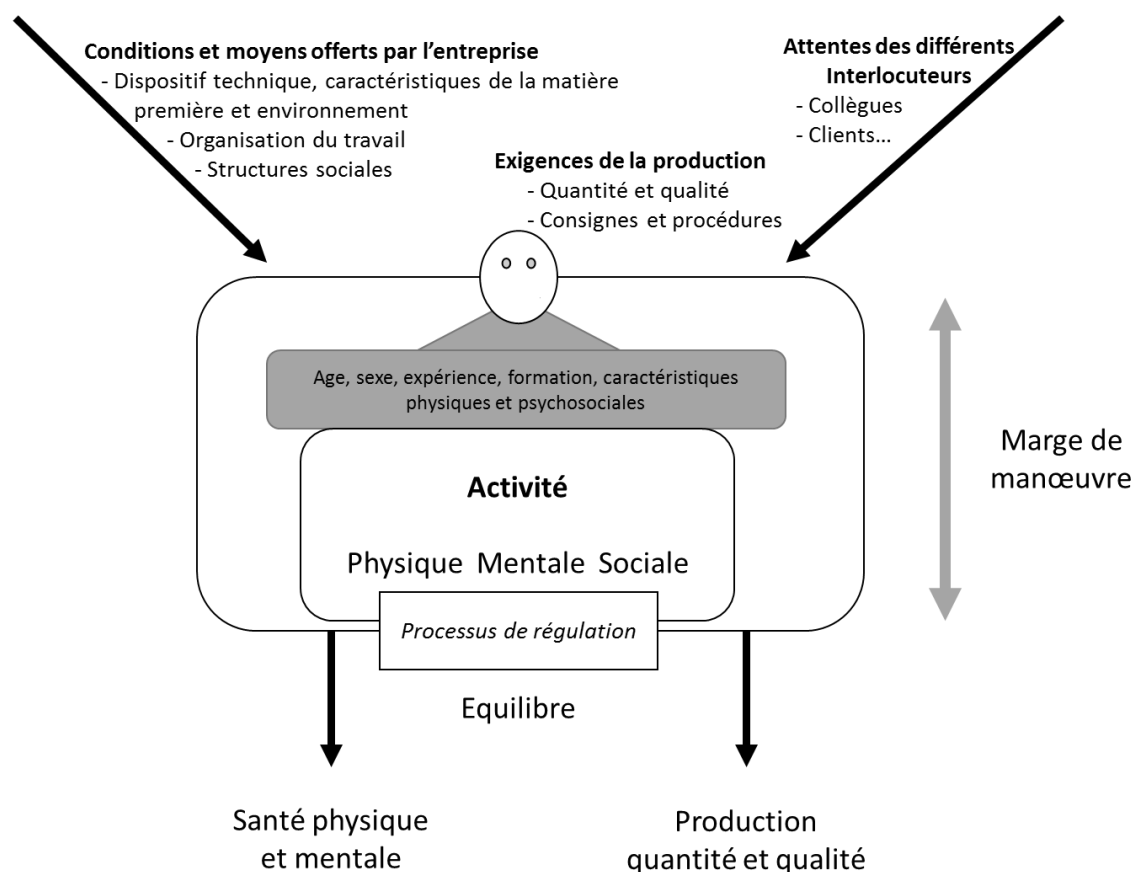 Conditions et moyens offerts par l’entreprise
- Dispositif technique, caractéristiques de la matière
première et environnement
- Organisation du travail
- Structures sociales
Attentes des différents
Interlocuteurs
- Collègues
- Clients...
Exigences de la production
- Quantité et qualité
- Consignes et procédures
Age, sexe, expérience, formation, caractéristiques
physiques et psychosociales
Activité
Physique Mentale Sociale
Processus de régulation
Equilibre
Marge de
manœuvre
Santé physique
et mentale
Production
quantité et qualité